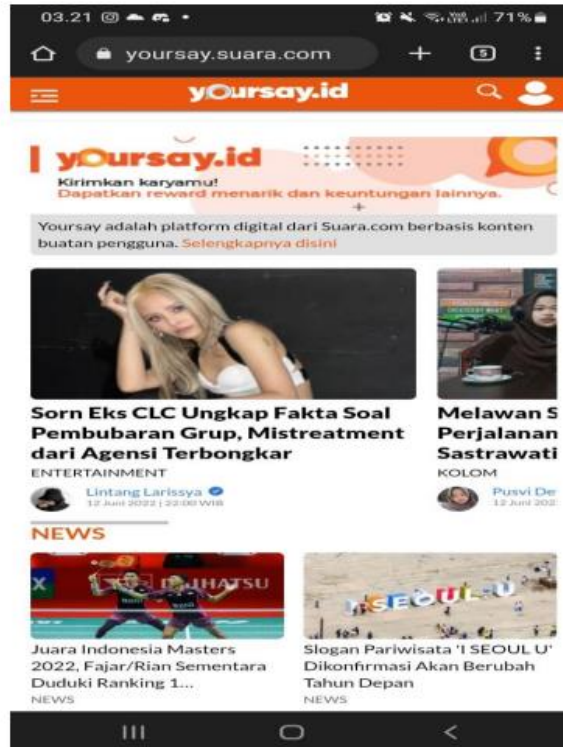 03.21
71%
yoursay.suara.com
5
yoursay.id
yoursay.id
Kirimkan karyamu!
Dapatkan reward menarik dan keuntungan lainnya.
Yoursay adalah platform digital dari Suara.com berbasis konten
buatan pengguna. Selengkapnya disini
Sorn Eks CLC Ungkap Fakta Soal
Pembubaran Grup, Mistreatment
dari Agensi Terbongkar
ENTERTAINMENT
Lintang Larissya
12 Juni 2022 | 22:00 WIB
Melawan S
Perjalanan
Sastrawati
KOLOM
Pusvi De
12 Juni 202
NEWS
DAIHATSU
I SEOUL U
Juara Indonesia Masters
2022, Fajar/Rian Sementara
Duduki Ranking 1...
NEWS
Slogan Pariwisata 'I SEOUL U'
Dikonfirmasi Akan Berubah
Tahun Depan
NEWS